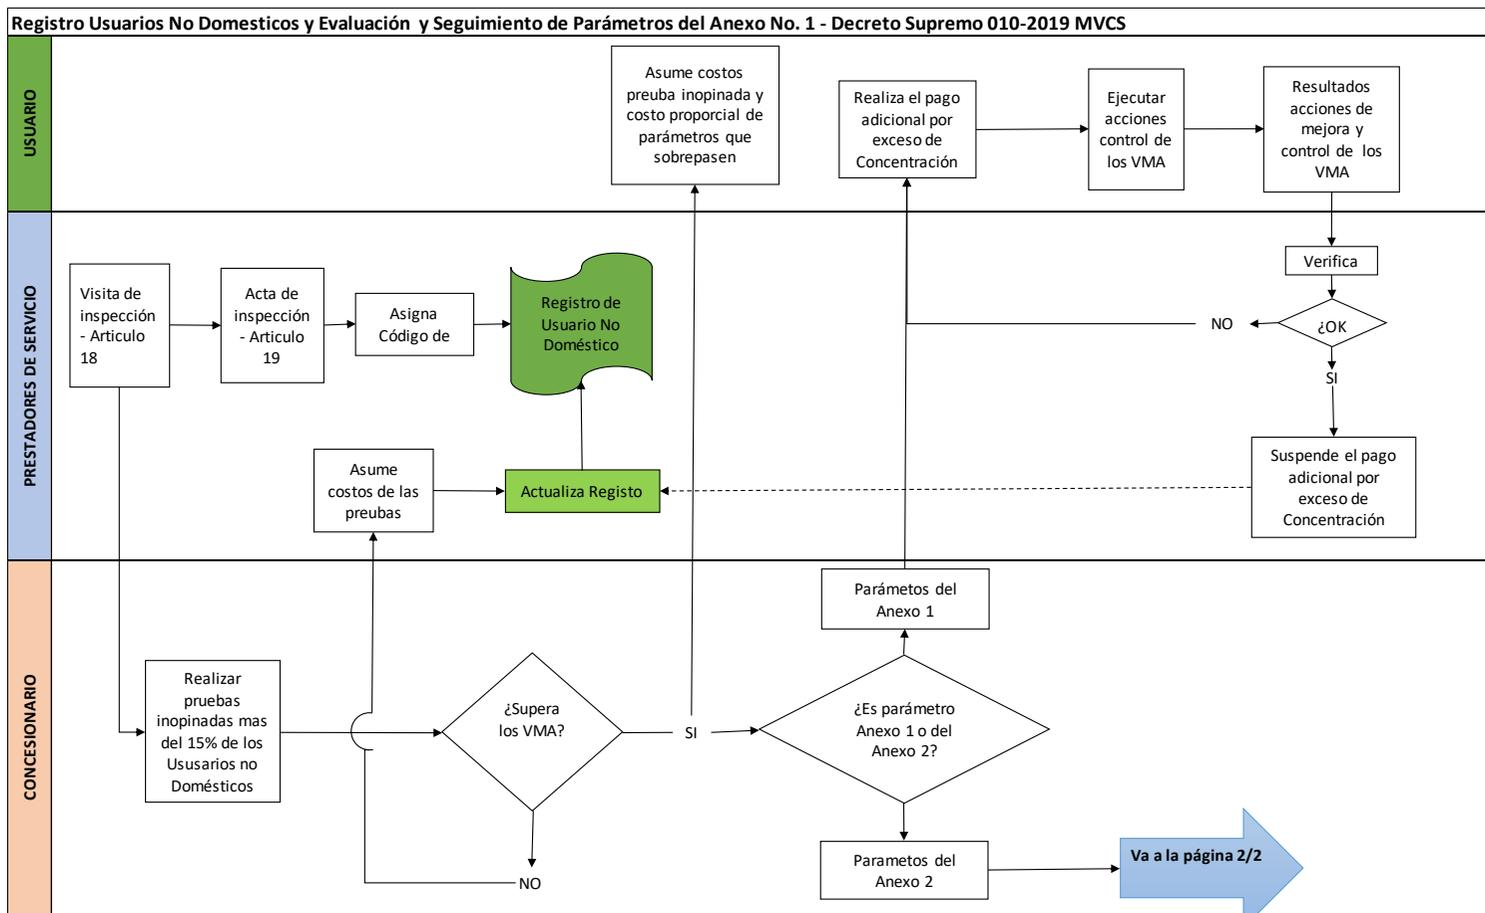 Registro Usuarios No Domesticos y Evaluación y Seguimiento de Parámetros del Anexo No. 1 - Decreto Supremo 010-2019 MVCS
USUARIO
Asume costos
preuba inopinada y
costo proporcial de
parámetros que
sobrepasen
Realiza el pago
adicional por
exceso de
Concentración
Ejecutar
acciones
control de
los VMA
Resultados
acciones de
mejora y
control de los
VMA
PRESTADORES DE SERVICIO
Visita de
inspección
- Articulo
18
Acta de
inspección
- Articulo
19
Asigna
Código de
Registro de
Usuario No
Doméstico
Verifica
¿OK
NO
SI
Asume
costos de las
preubas
Actualiza Registo
Suspende el pago
adicional por
exceso de
Concentración
CONCESIONARIO
Realizar
pruebas
inopinadas mas
del 15% de los
Ususarios no
Domésticos
¿Supera
los VMA?
SI
NO
Parámetos del
Anexo 1
¿Es parámetro
Anexo 1 o del
Anexo 2?
Parametos del
Anexo 2
Va a la página 2/2